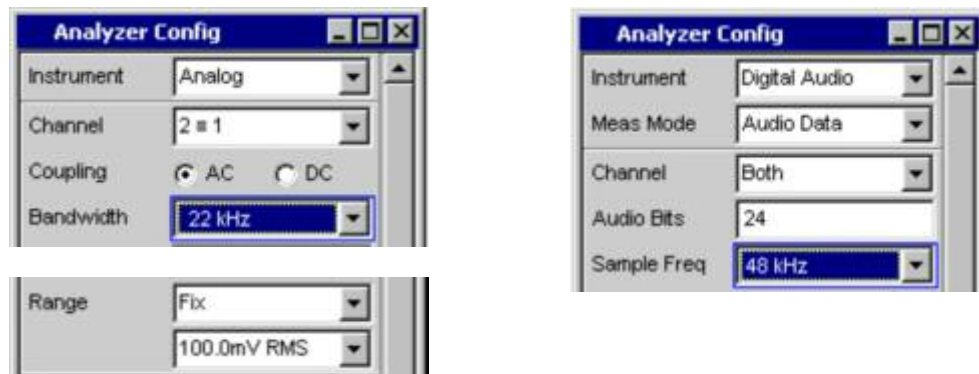 Analyzer Config
Instrument Analog
Channel 2 ≡ 1
Coupling AC DC
Bandwidth 22 kHz
Range Fix
100.0mV RMS
Analyzer Config
Instrument Digital Audio
Meas Mode Audio Data
Channel Both
Audio Bits 24
Sample Freq 48 kHz